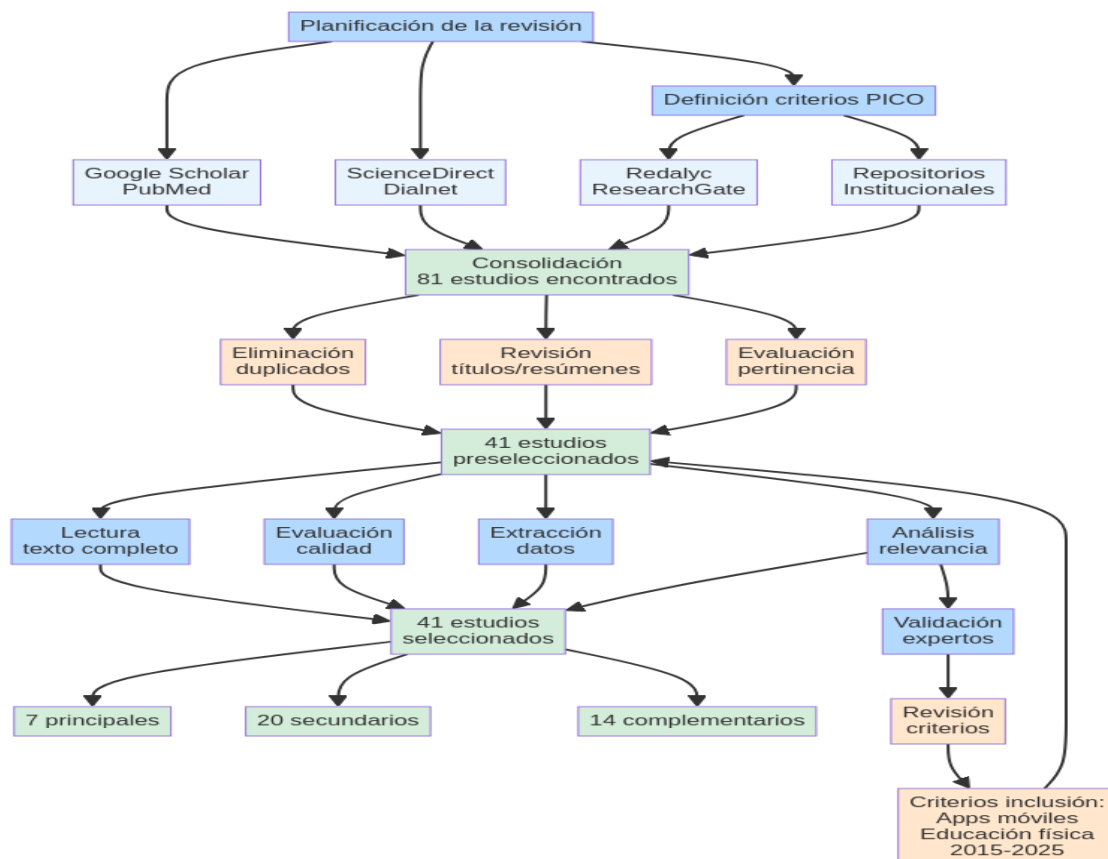 Planificación de la revisión
Definición criterios PICO
Google Scholar
PubMed
ScienceDirect
Dialnet
Redalyc
ResearchGate
Repositorios
Institucionales
Consolidación
81 estudios encontrados
Eliminación
duplicados
Revisión
títulos/resúmenes
Evaluación
pertinencia
41 estudios
preseleccionados
Lectura
texto completo
Evaluación
calidad
Extracción
datos
Análisis
relevancia
41 estudios
seleccionados
Validación
expertos
7 principales
20 secundarios
14 complementarios
Revisión
criterios
Criterios inclusión:
Apps móviles
Educación física
2015-2025